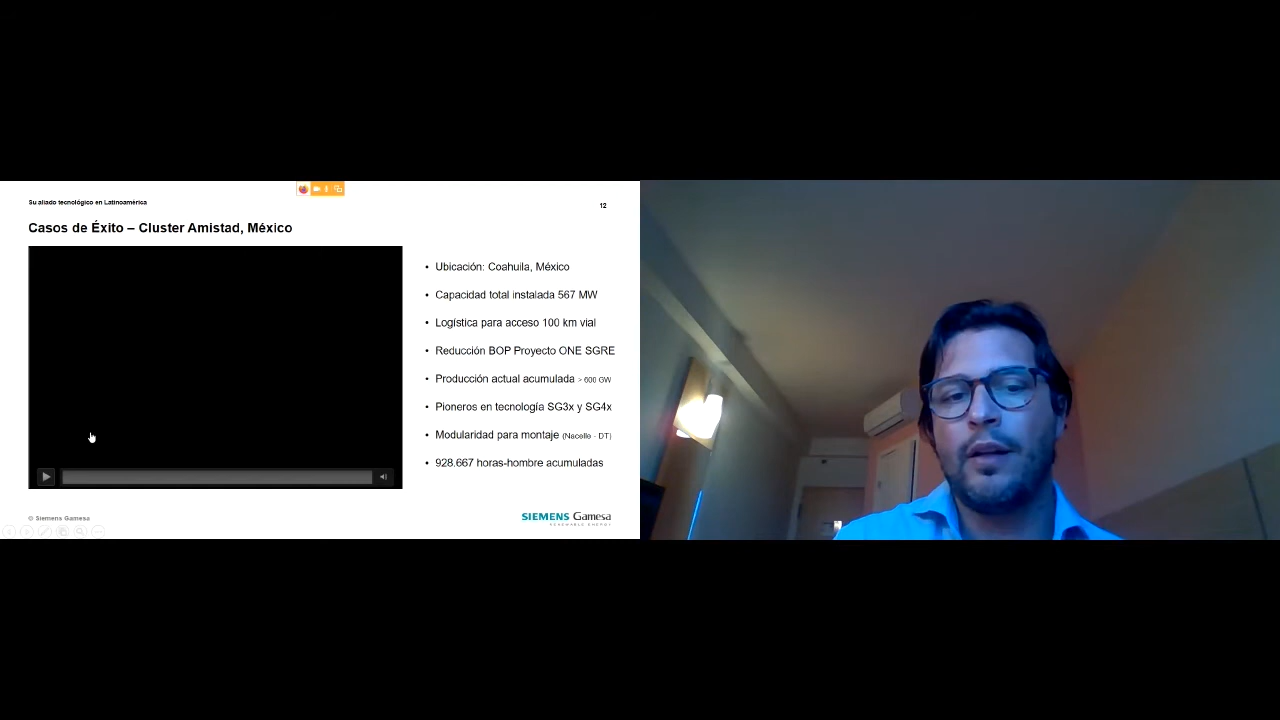 Su aliado tecnológico en Latinoamérica
12
Casos de Éxito – Cluster Amistad, México
• Ubicación: Coahuila, México
• Capacidad total instalada 567 MW
• Logística para acceso 100 km vial
• Reducción BOP Proyecto ONE SGRE
• Producción actual acumulada > 600 GW
• Pioneros en tecnología SG3x y SG4x
• Modularidad para montaje (Nacelle - DT)
• 928.667 horas-hombre acumuladas
© Siemens Gamesa
SIEMENS Gamesa
RENEWABLE ENERGY